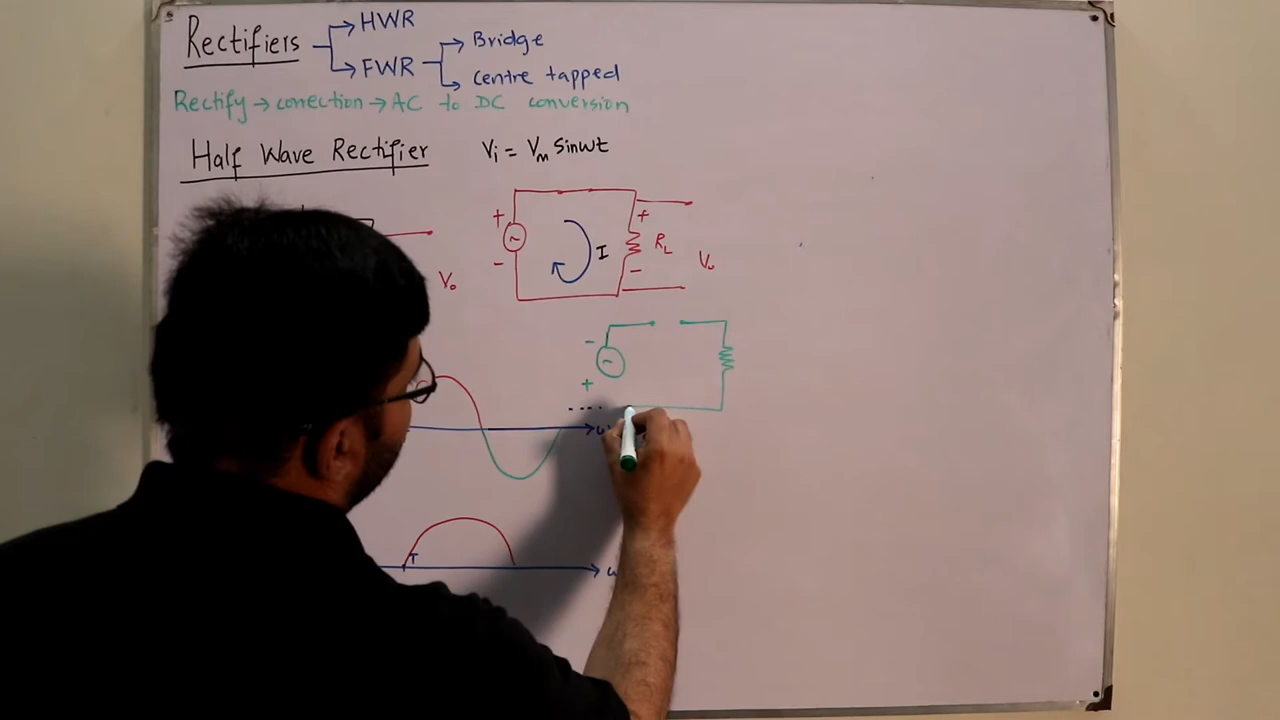 Rectifiers → HWR
→ FWR → Bridge
→ centre tapped
Rectify → correction → AC to DC conversion
Half Wave Rectifier Vi = Vm sinωt
+ + 
~ I RL Vo
- -
Vo
-
~
+
T